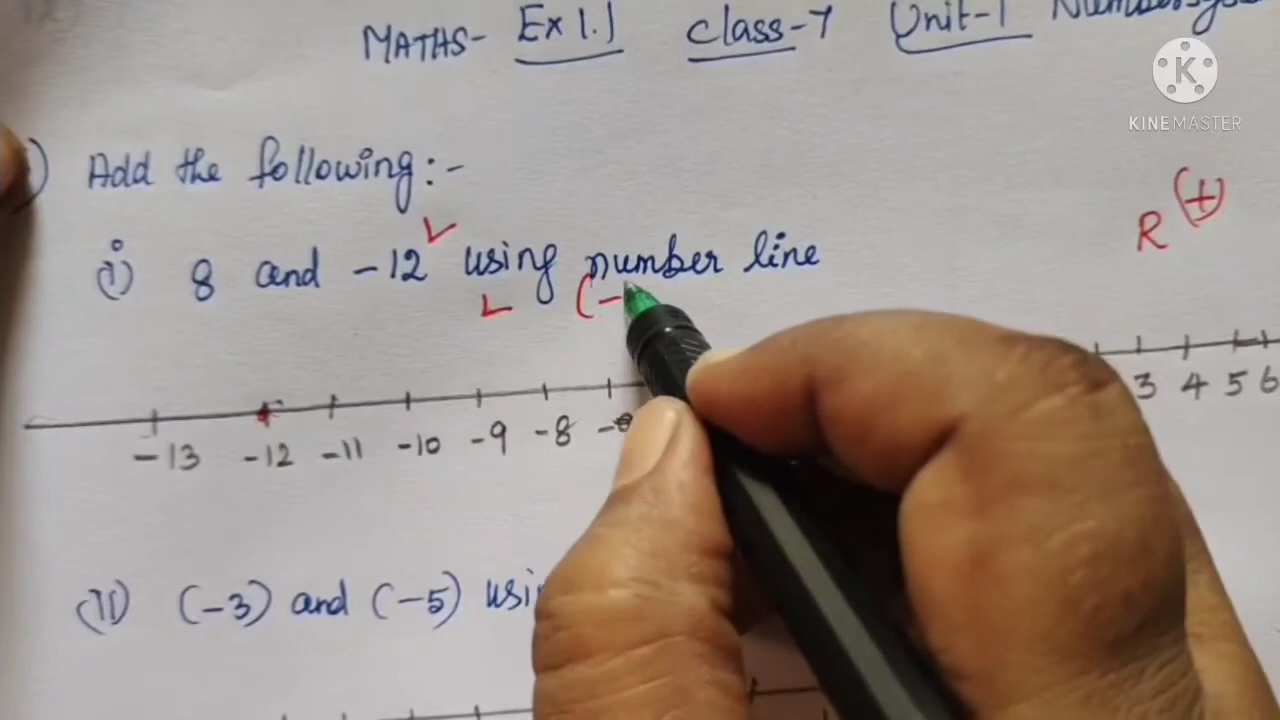 MATHS- Ex 1.1 Class-7 Unit-1
KINEMASTER
) Add the following:-
(i) 8 and -12 using number line
(-
R (+)
-13 -12 -11 -10 -9 -8 - 3 4 5 6
(II) (-3) and (-5)